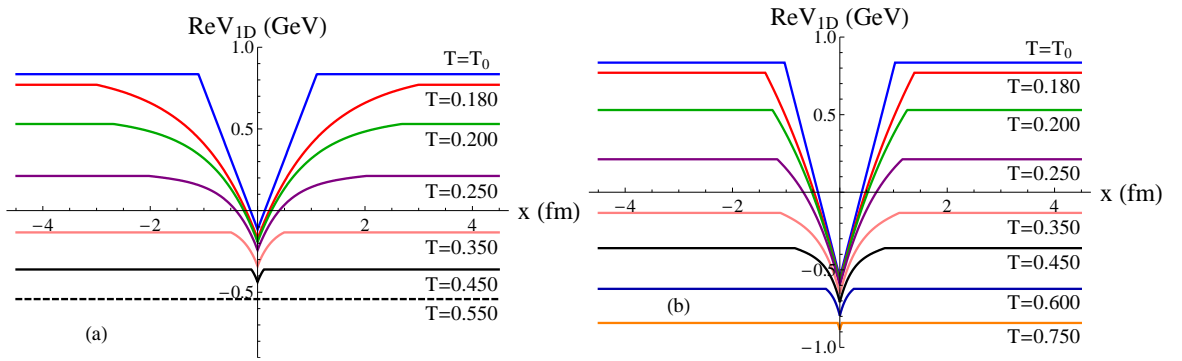 ReV1D (GeV)
1.0
T=T0
T=0.180
0.5
T=0.200
T=0.250
x (fm)
−4
−2
2
4
T=0.350
T=0.450
−0.5
T=0.550
(a)
ReV1D (GeV)
1.0
T=T0
T=0.180
0.5
T=0.200
T=0.250
x (fm)
−4
−2
2
4
T=0.350
T=0.450
−0.5
T=0.600
(b)
T=0.750
−1.0